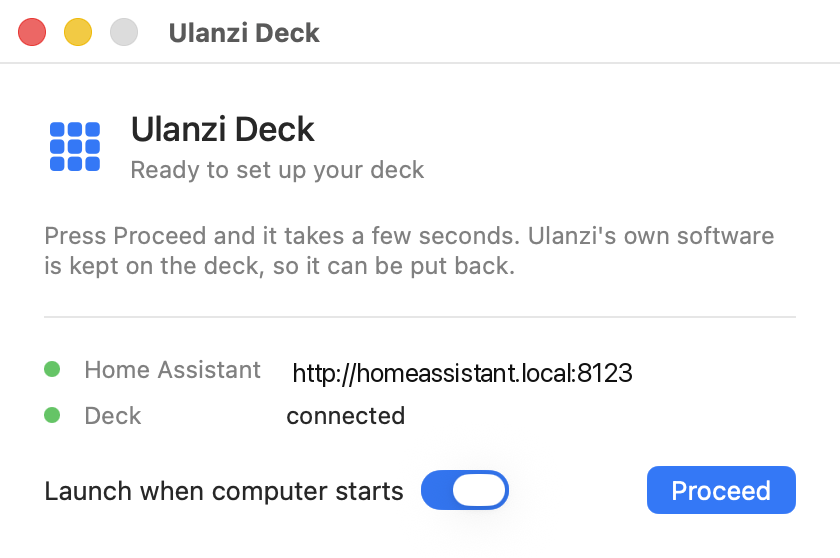 Ulanzi Deck
Ulanzi Deck
Ready to set up your deck
Press Proceed and it takes a few seconds. Ulanzi's own software
is kept on the deck, so it can be put back.
Home Assistant http://homeassistant.local:8123
Deck connected
Launch when computer starts Proceed